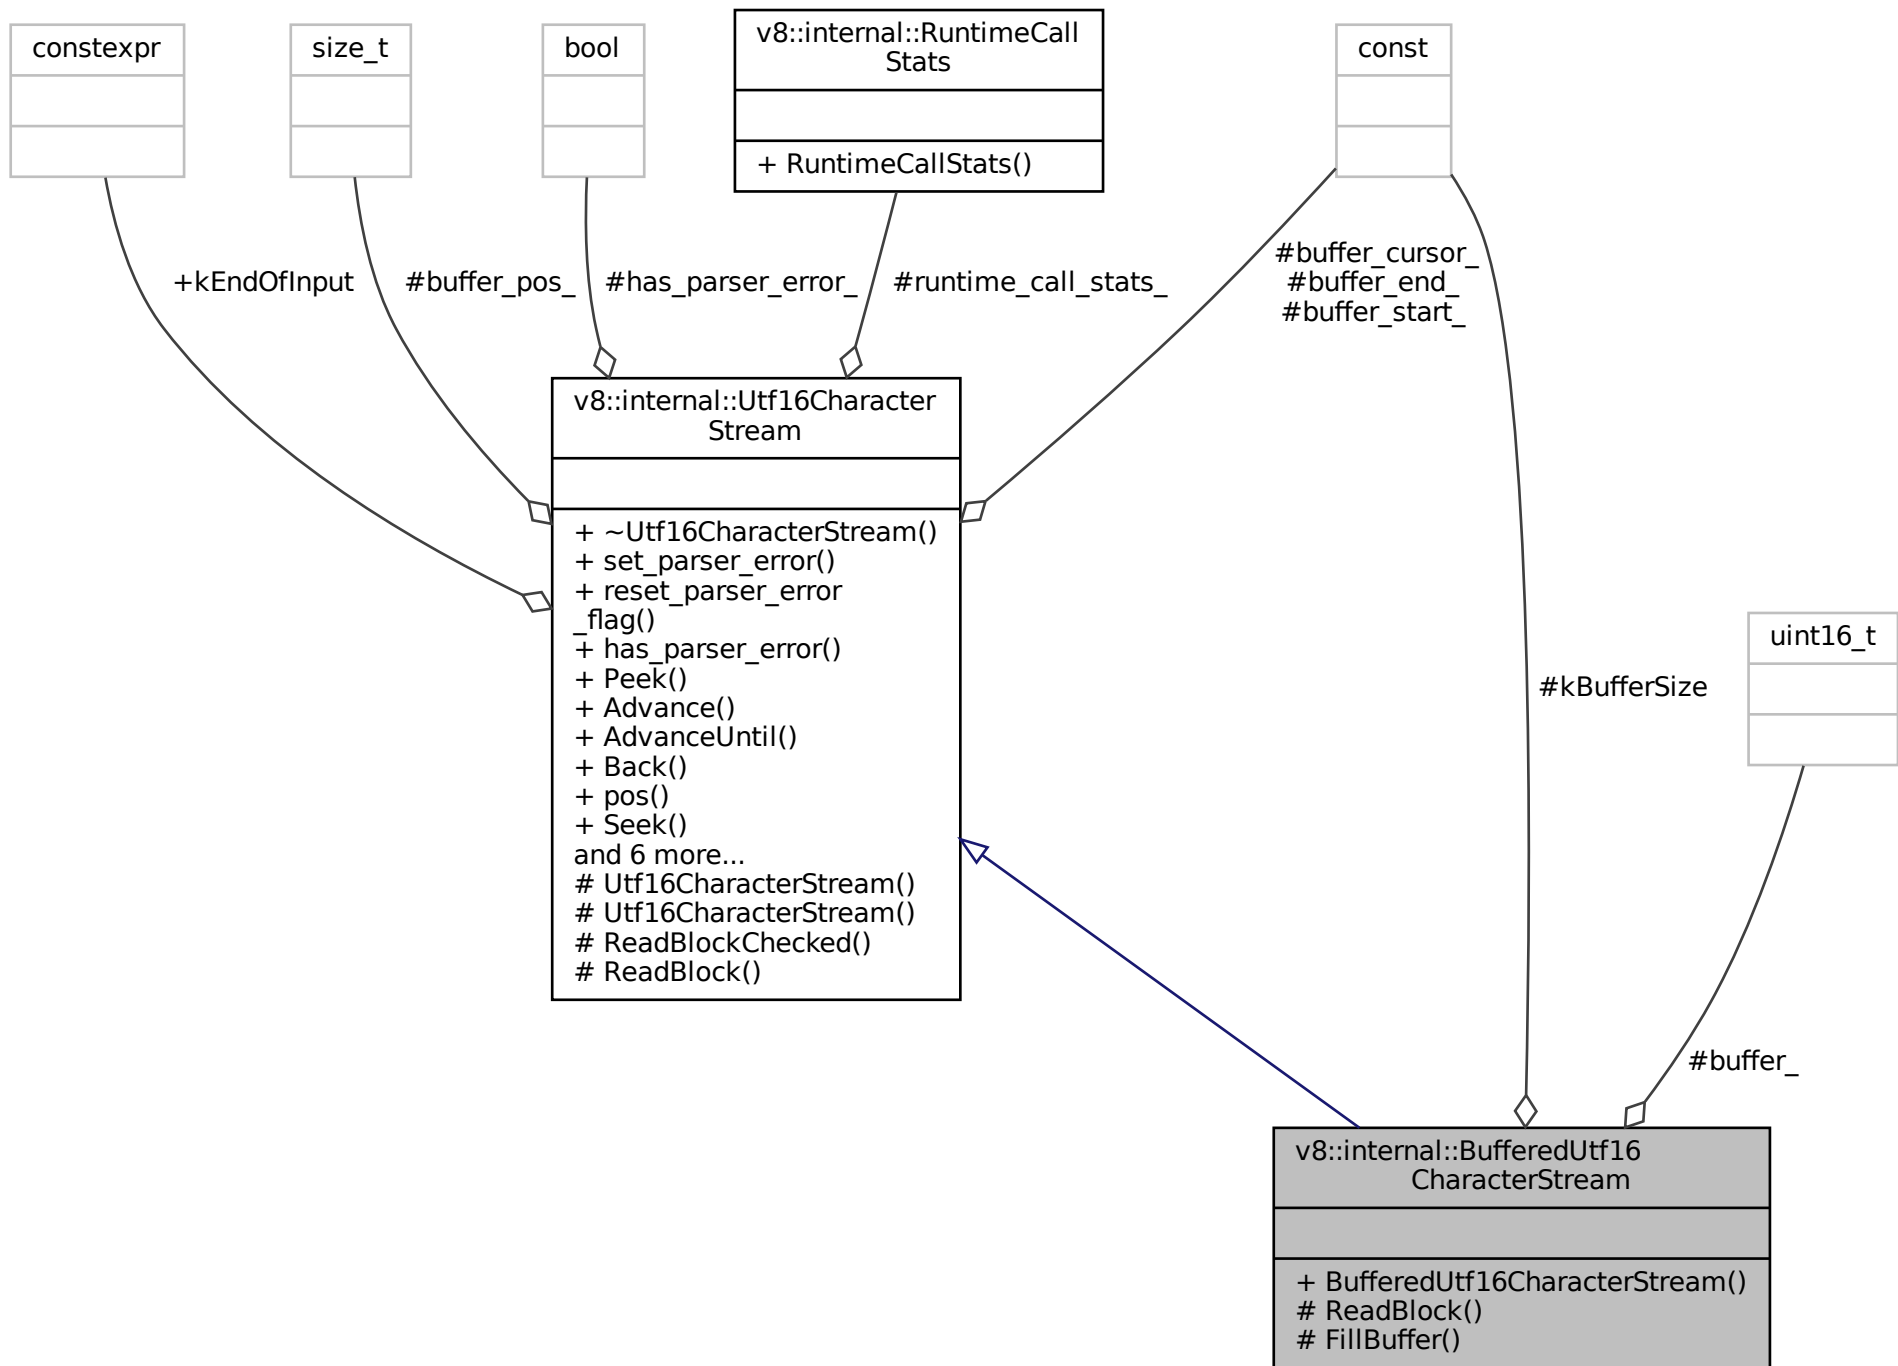 constexpr
size_t
bool
v8::internal::RuntimeCall
Stats
+ RuntimeCallStats()
const
+kEndOfInput
#buffer_pos_
#has_parser_error_
#runtime_call_stats_
#buffer_cursor_
#buffer_end_
#buffer_start_
v8::internal::Utf16Character
Stream
+ ~Utf16CharacterStream()
+ set_parser_error()
+ reset_parser_error
_flag()
+ has_parser_error()
+ Peek()
+ Advance()
+ AdvanceUntil()
+ Back()
+ pos()
+ Seek()
and 6 more...
# Utf16CharacterStream()
# Utf16CharacterStream()
# ReadBlockChecked()
# ReadBlock()
#kBufferSize
uint16_t
#buffer_
v8::internal::BufferedUtf16
CharacterStream
+ BufferedUtf16CharacterStream()
# ReadBlock()
# FillBuffer()